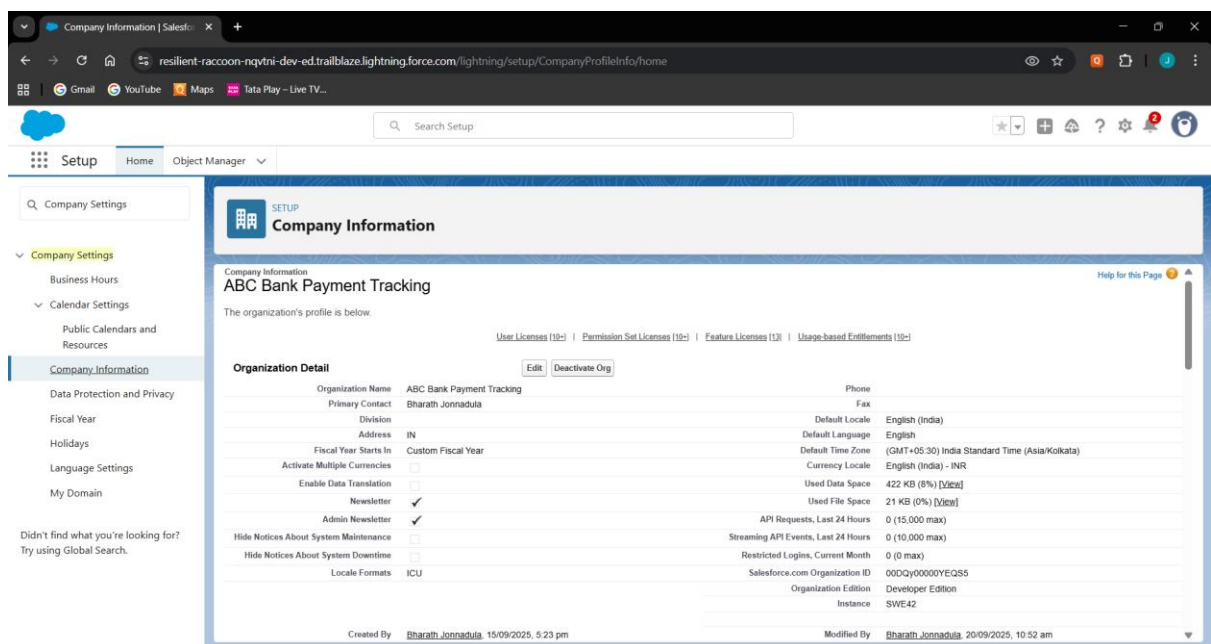 Company Information | Salesfo
resilient-raccoon-nqvtni-dev-ed.trailblaze.lightning.force.com/lightning/setup/CompanyProfileInfo/home
Q
J
Gmail
YouTube
Maps
Tata Play – Live TV...
Search Setup
2
Setup
Home
Object Manager
Company Settings
Company Settings
Business Hours
Calendar Settings
Public Calendars and
Resources
Company Information
Data Protection and Privacy
Fiscal Year
Holidays
Language Settings
My Domain
Didn't find what you're looking for?
Try using Global Search.
SETUP
Company Information
Company Information
ABC Bank Payment Tracking
Help for this Page
The organization's profile is below.
User Licenses [10+] | Permission Set Licenses [10+] | Feature Licenses [13] | Usage-based Entitlements [10+]
Organization Detail Edit Deactivate Org
Organization Name ABC Bank Payment Tracking Phone
Primary Contact Bharath Jonnadula Fax
Division Default Locale English (India)
Address IN Default Language English
Fiscal Year Starts In Custom Fiscal Year Default Time Zone (GMT+05:30) India Standard Time (Asia/Kolkata)
Activate Multiple Currencies Currency Locale English (India) - INR
Enable Data Translation Used Data Space 422 KB (8%) [View]
Newsletter ✓ Used File Space 21 KB (0%) [View]
Admin Newsletter ✓ API Requests, Last 24 Hours 0 (15,000 max)
Hide Notices About System Maintenance Streaming API Events, Last 24 Hours 0 (10,000 max)
Hide Notices About System Downtime Restricted Logins, Current Month 0 (0 max)
Locale Formats ICU Salesforce.com Organization ID 00DQy00000YEQS5
Organization Edition Developer Edition
Instance SWE42
Created By Bharath Jonnadula, 15/09/2025, 5:23 pm Modified By Bharath Jonnadula, 20/09/2025, 10:52 am